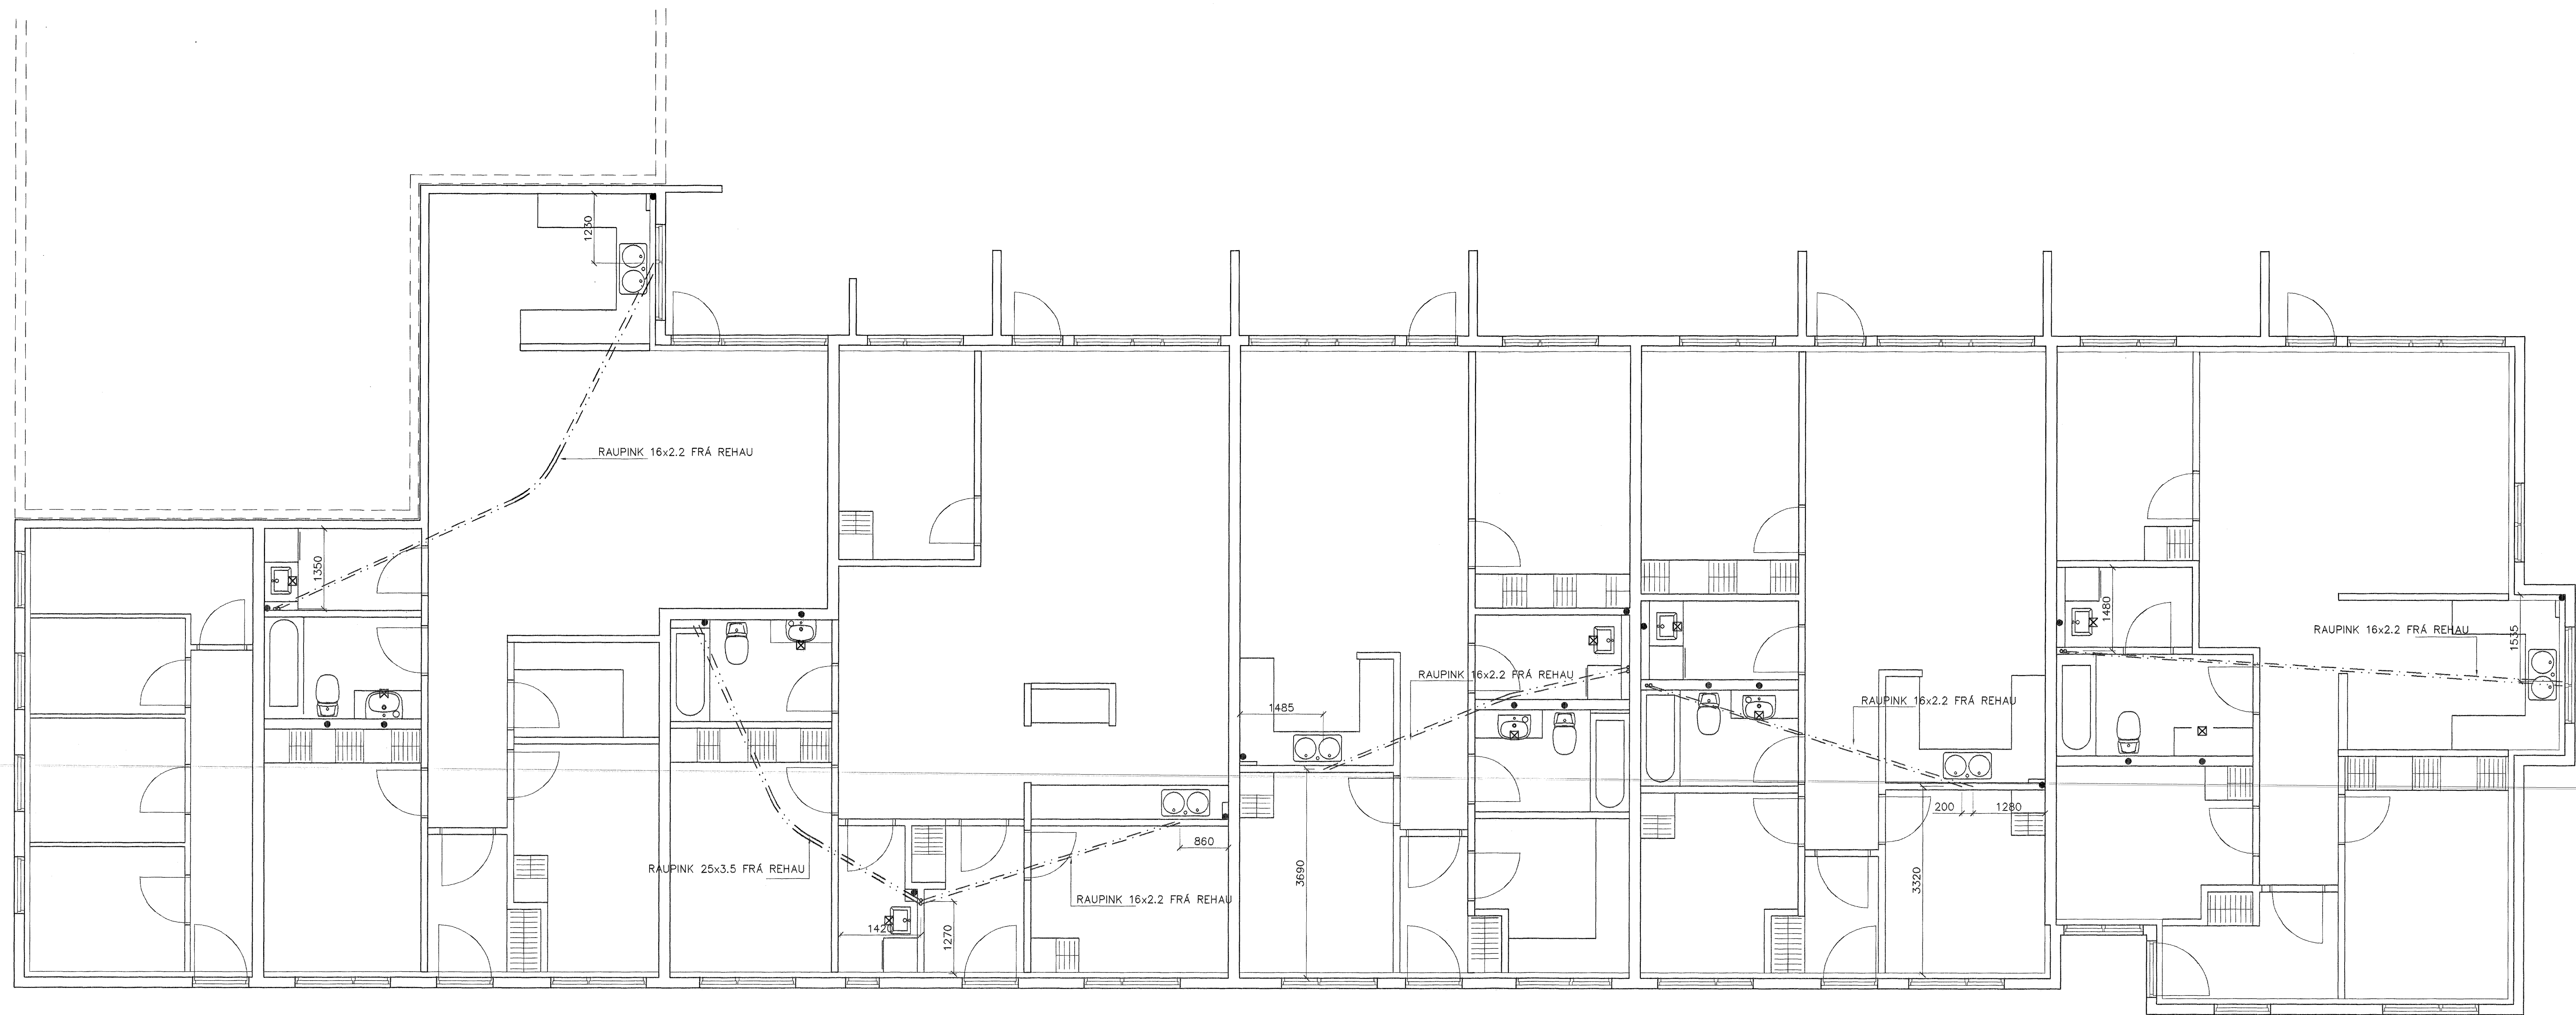 1230
RAUPINK 16x2.2 FRÁ REHAU
1350
1480
RAUPINK 16x2.2 FRÁ REHAU
1535
RAUPINK 16x2.2 FRÁ REHAU
RAUPINK 16x2.2 FRÁ REHAU
1485
200
1280
860
RAUPINK 25x3.5 FRÁ REHAU
3690
3320
RAUPINK 16x2.2 FRÁ REHAU
1420
1270